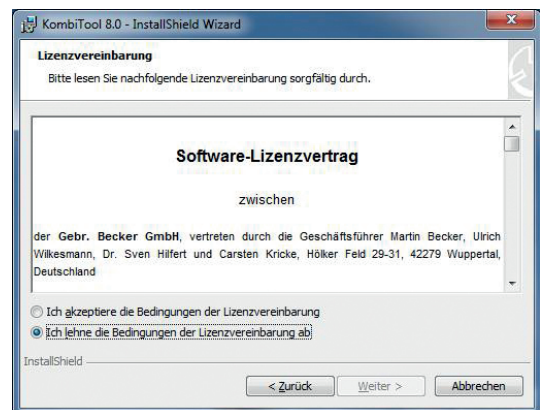 KombiTool 8.0 - InstallShield Wizard
Lizenzvereinbarung
Bitte lesen Sie nachfolgende Lizenzvereinbarung sorgfältig durch.
Software-Lizenzvertrag
zwischen
der Gebr. Becker GmbH, vertreten durch die Geschäftsführer Martin Becker, Ulrich
Wilkesmann, Dr. Sven Hilfert und Carsten Kricke, Hölker Feld 29-31, 42279 Wuppertal,
Deutschland
Ich akzeptiere die Bedingungen der Lizenzvereinbarung
Ich lehne die Bedingungen der Lizenzvereinbarung ab
InstallShield
< Zurück
Weiter >
Abbrechen